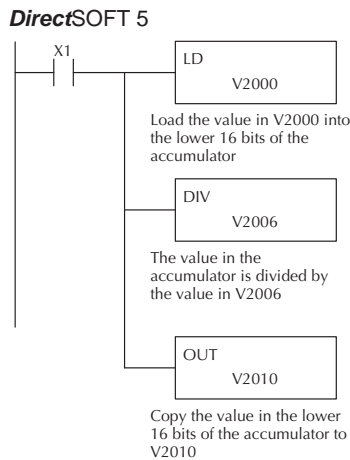 DirectSOFT 5
X1
LD
V2000
Load the value in V2000 into
the lower 16 bits of the
accumulator
DIV
V2006
The value in the
accumulator is divided by
the value in V2006
OUT
V2010
Copy the value in the lower
16 bits of the accumulator to
V2010